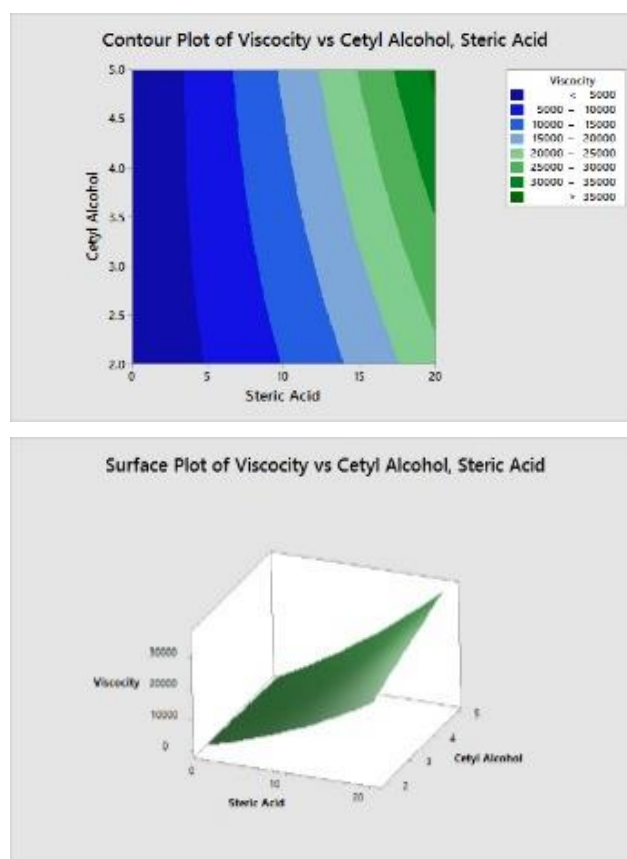 Contour Plot of Viscocity vs Cetyl Alcohol, Steric Acid
Viscocity
< 5000
5000 – 10000
10000 – 15000
15000 – 20000
20000 – 25000
25000 – 30000
30000 – 35000
> 35000
5.0
4.5
4.0
3.5
3.0
2.5
2.0
Cetyl Alcohol
0 5 10 15 20
Steric Acid
Surface Plot of Viscocity vs Cetyl Alcohol, Steric Acid
30000
20000
10000
0
Viscocity
0 10 20
Steric Acid
2 3 4 5
Cetyl Alcohol